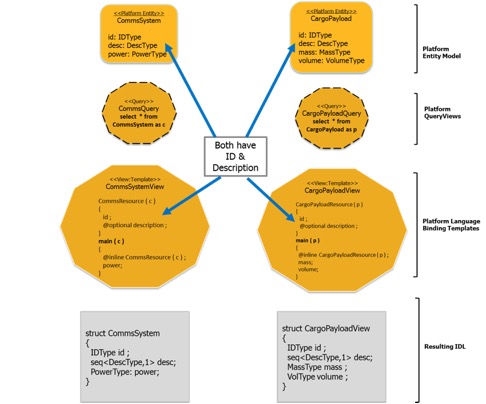 <<Platform Entity>>
CommsSystem
id: IDType
desc: DescType
power: PowerType
<<Platform Entity>>
CargoPayload
id: IDType
desc: DescType
mass: MassType
volume: VolumeType
Platform
Entity Model
<<Query>>
CommsQuery
select * from
CommsSystem as c
<<Query>>
CargoPayloadQuery
select * from
CargoPayload as p
Platform
QueryViews
Both have
ID &
Description
<<View:Template>>
CommsSystemView
CommsResource ( c )
{
id ;
@optional description ;
}
main ( c )
{
@inline CommsResource ( c ) ;
power;
}
<<View:Template>>
CargoPayloadView
CargoPayloadResource ( p )
{
id ;
@optional description ;
}
main ( p )
{
@inline CargoPayloadResource ( p ) ;
mass;
volume;
}
Platform Language
Binding Templates
struct CommsSystem
{
IDType id ;
seq<DescType,1> desc;
PowerType: power;
}
struct CargoPayloadView
{
IDType id ;
seq<DescType,1> desc;
MassType mass ;
VolType volume ;
}
Resulting IDL